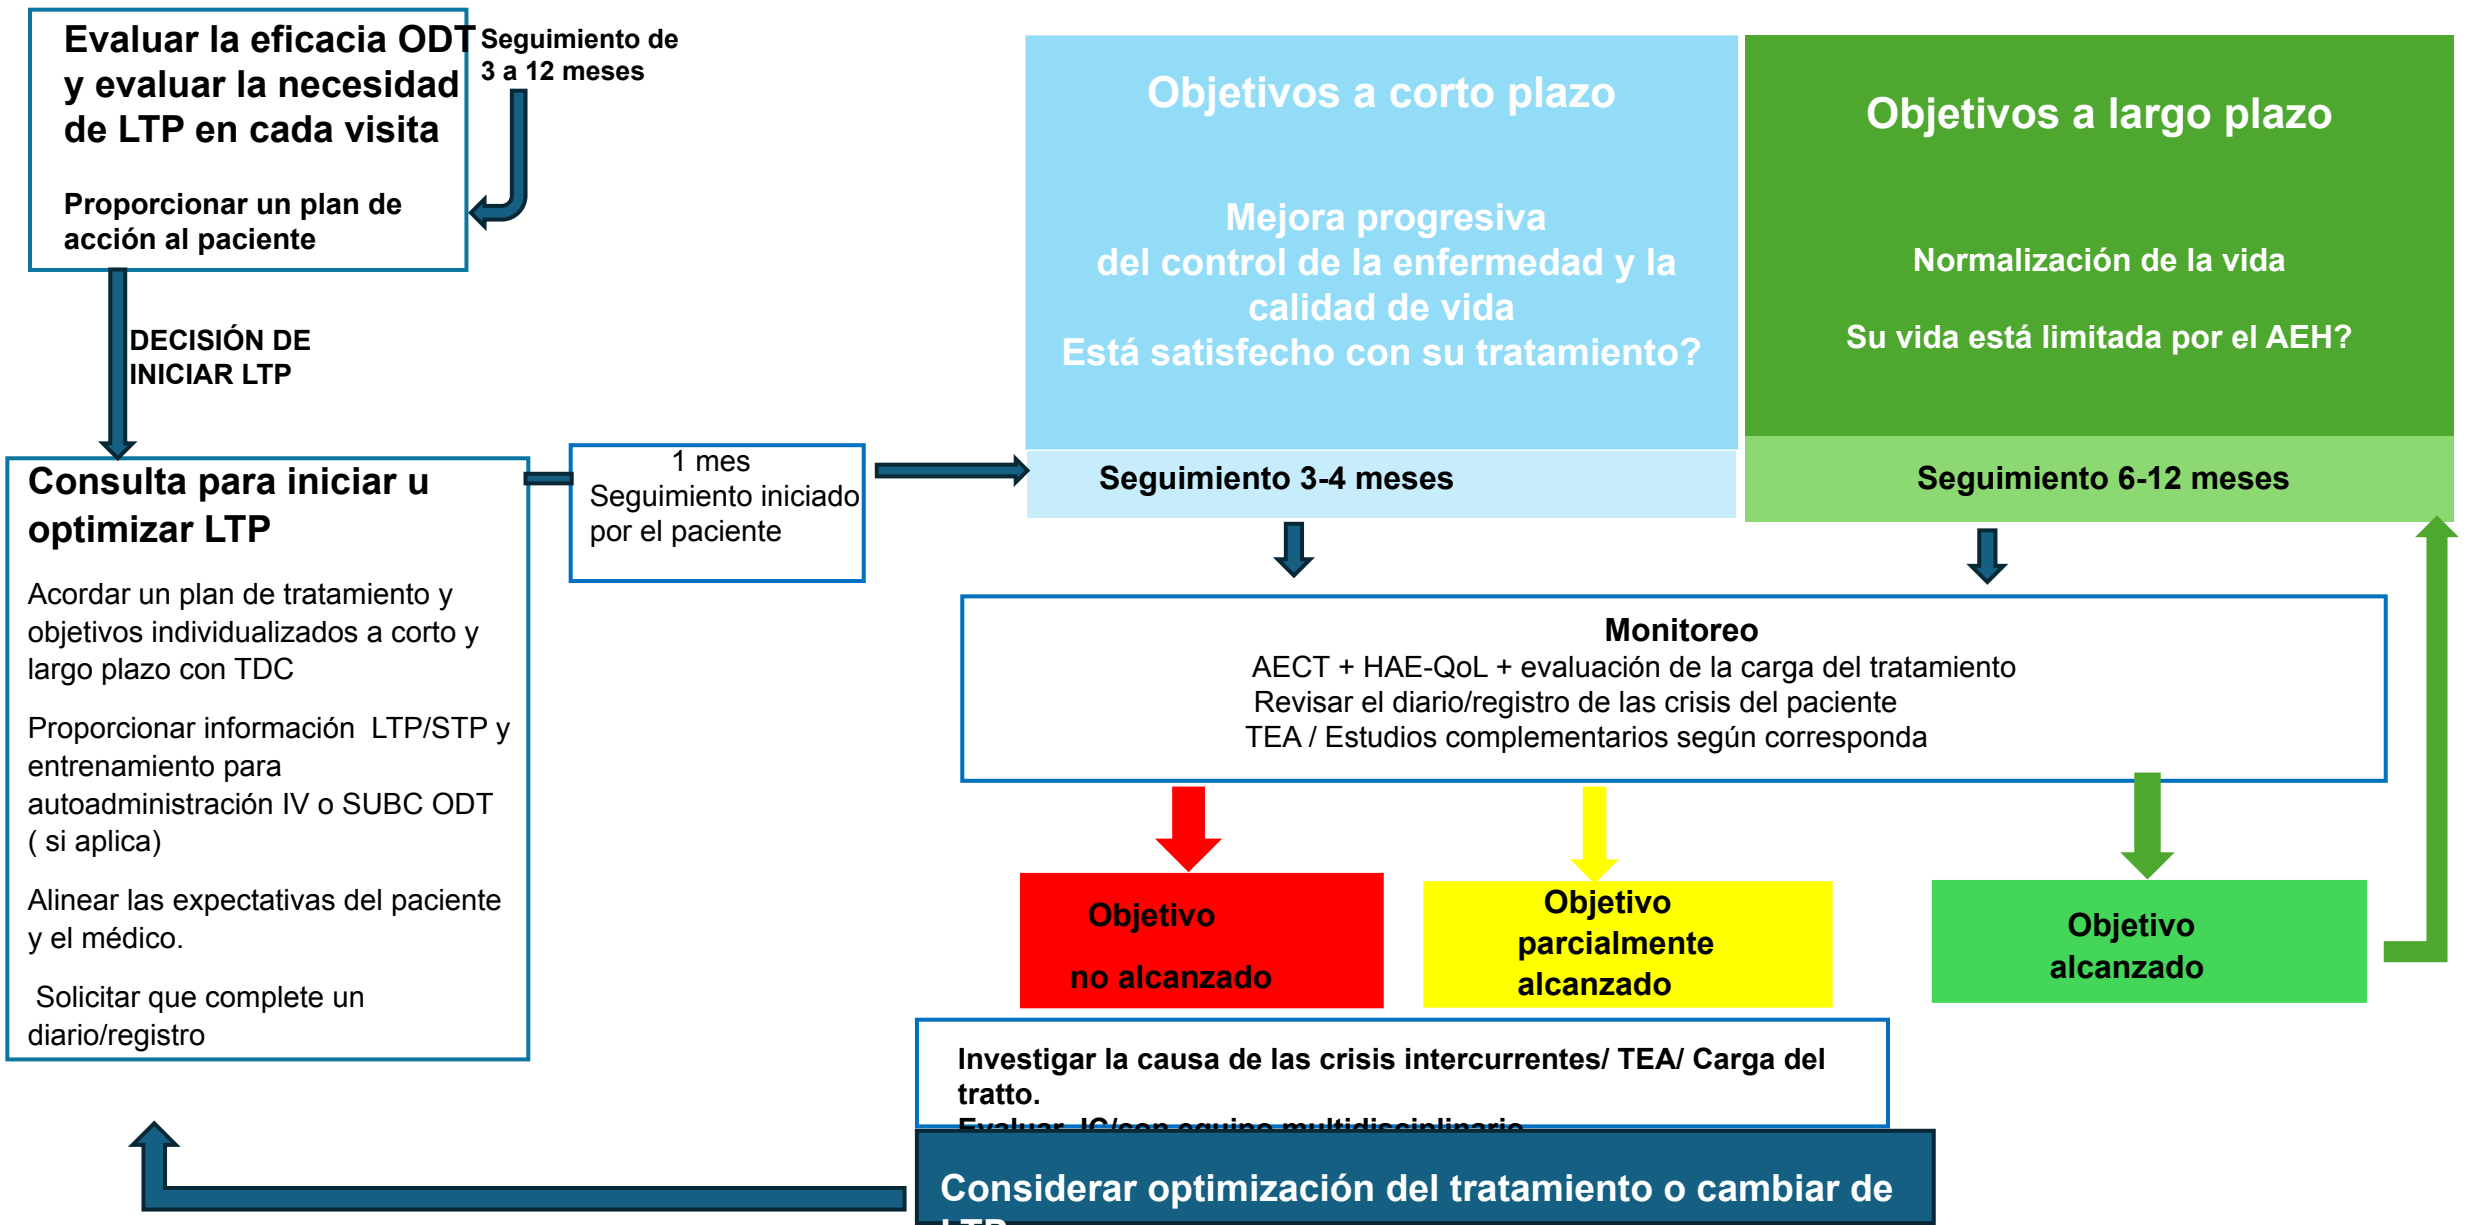 Evaluar la eficacia ODT
y evaluar la necesidad
de LTP en cada visita
Proporcionar un plan de
acción al paciente
Seguimiento de
3 a 12 meses
DECISIÓN DE
INICIAR LTP
Consulta para iniciar u
optimizar LTP
Acordar un plan de tratamiento y
objetivos individualizados a corto y
largo plazo con TDC
Proporcionar información LTP/STP y
entrenamiento para
autoadministración IV o SUBC ODT
( si aplica)
Alinear las expectativas del paciente
y el médico.
Solicitar que complete un
diario/registro
1 mes
Seguimiento iniciado
por el paciente
Objetivos a corto plazo
Mejora progresiva
del control de la enfermedad y la
calidad de vida
Está satisfecho con su tratamiento?
Seguimiento 3-4 meses
Objetivos a largo plazo
Normalización de la vida
Su vida está limitada por el AEH?
Seguimiento 6-12 meses
Monitoreo
AECT + HAE-QoL + evaluación de la carga del tratamiento
Revisar el diario/registro de las crisis del paciente
TEA / Estudios complementarios según corresponda
Objetivo
no alcanzado
Objetivo
parcialmente
alcanzado
Objetivo
alcanzado
Investigar la causa de las crisis intercurrentes/ TEA/ Carga del
tratto.
Evaluar IC/con equipo multidisciplinario
Considerar optimización del tratamiento o cambiar de
LTP